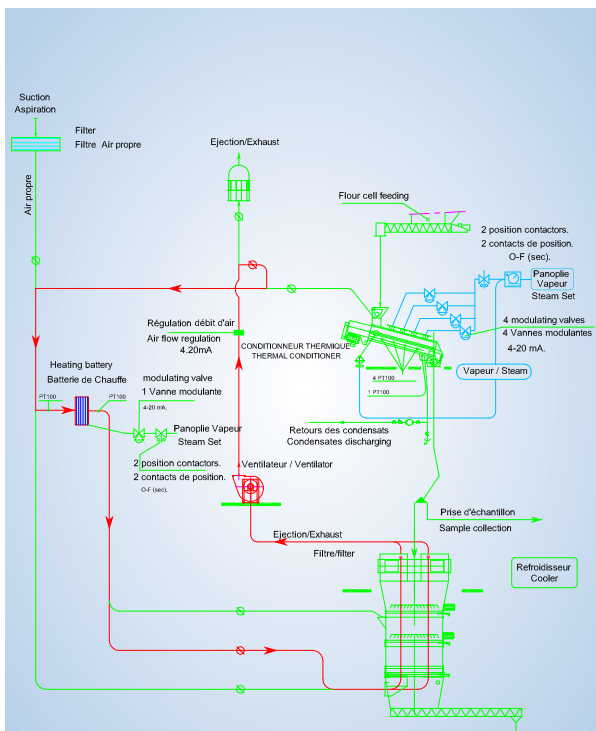 Suction
Aspiration
Filter
Filtre Air propre
Air propre
Ejection/Exhaust
Flour cell feeding
2 position contactors.
2 contacts de position.
O-F (sec).
Panoplie
Vapeur
Steam Set
4 modulating valves
4 Vannes modulantes
4-20 mA.
Régulation débit d'air
Air flow regulation
4.20mA
CONDITIONNEUR THERMIQUE
THERMAL CONDITIONER
Vapeur / Steam
4 PT100
1 PT100
Heating battery
Batterie de Chauffe
PT100
PT100
modulating valve
1 Vanne modulante
4-20 mA.
Panoplie Vapeur
Steam Set
2 position contactors.
2 contacts de position.
O-F (sec).
Retours des condensats
Condensates discharging
Ventilateur / Ventilator
Prise d'échantillon
Sample collection
Ejection/Exhaust
Filtre/filter
Refroidisseur
Cooler